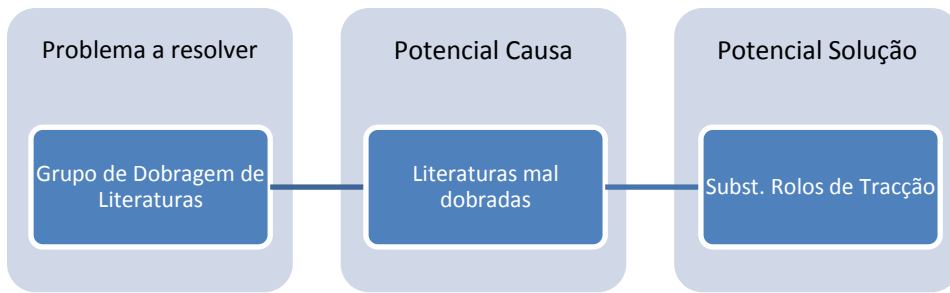 Problema a resolver
Grupo de Dobragem de
Literaturas
Potencial Causa
Literaturas mal
dobradas
Potencial Solução
Subst. Rolos de Tracção